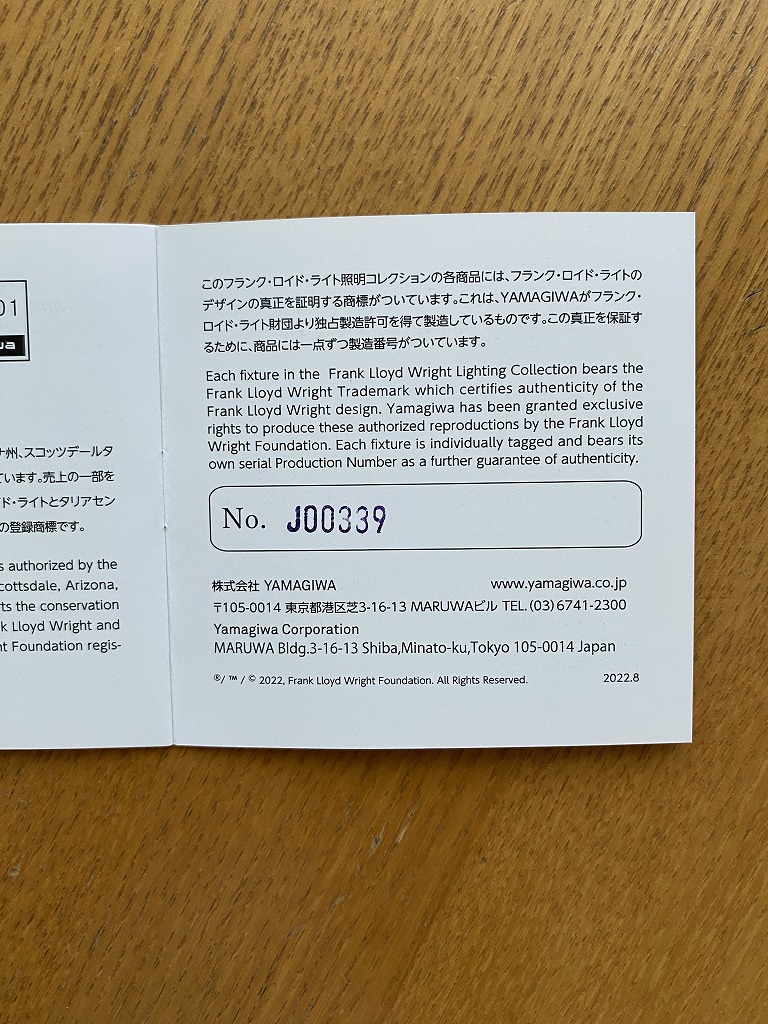 01
ナ州、スコッツデールタ
ています。売上の一部を
ド・ライトとタリアセン
の登録商標です。
s authorized by the
cottsdale, Arizona,
rts the conservation
k Lloyd Wright and
nt Foundation regis-
このフランク・ロイド・ライト照明コレクションの各商品には、フランク・ロイド・ライトの
デザインの真正を証明する商標がついています。これは、YAMAGIWAがフランク・
ロイド・ライト財団より独占製造許可を得て製造しているものです。この真正を保証す
るために、商品には一点ずつ製造番号がついています。
Each fixture in the Frank Lloyd Wright Lighting Collection bears the
Frank Lloyd Wright Trademark which certifies authenticity of the
Frank Lloyd Wright design. Yamagiwa has been granted exclusive
rights to produce these authorized reproductions by the Frank Lloyd
Wright Foundation. Each fixture is individually tagged and bears its
own serial Production Number as a further guarantee of authenticity.
No. J00339
株式会社 YAMAGIWA www.yamagiwa.co.jp
〒105-0014 東京都港区芝3-16-13 MARUWAビル TEL.(03)6741-2300
Yamagiwa Corporation
MARUWA Bldg.3-16-13 Shiba,Minato-ku,Tokyo 105-0014 Japan
®/ ™ / © 2022, Frank Lloyd Wright Foundation. All Rights Reserved. 2022.8